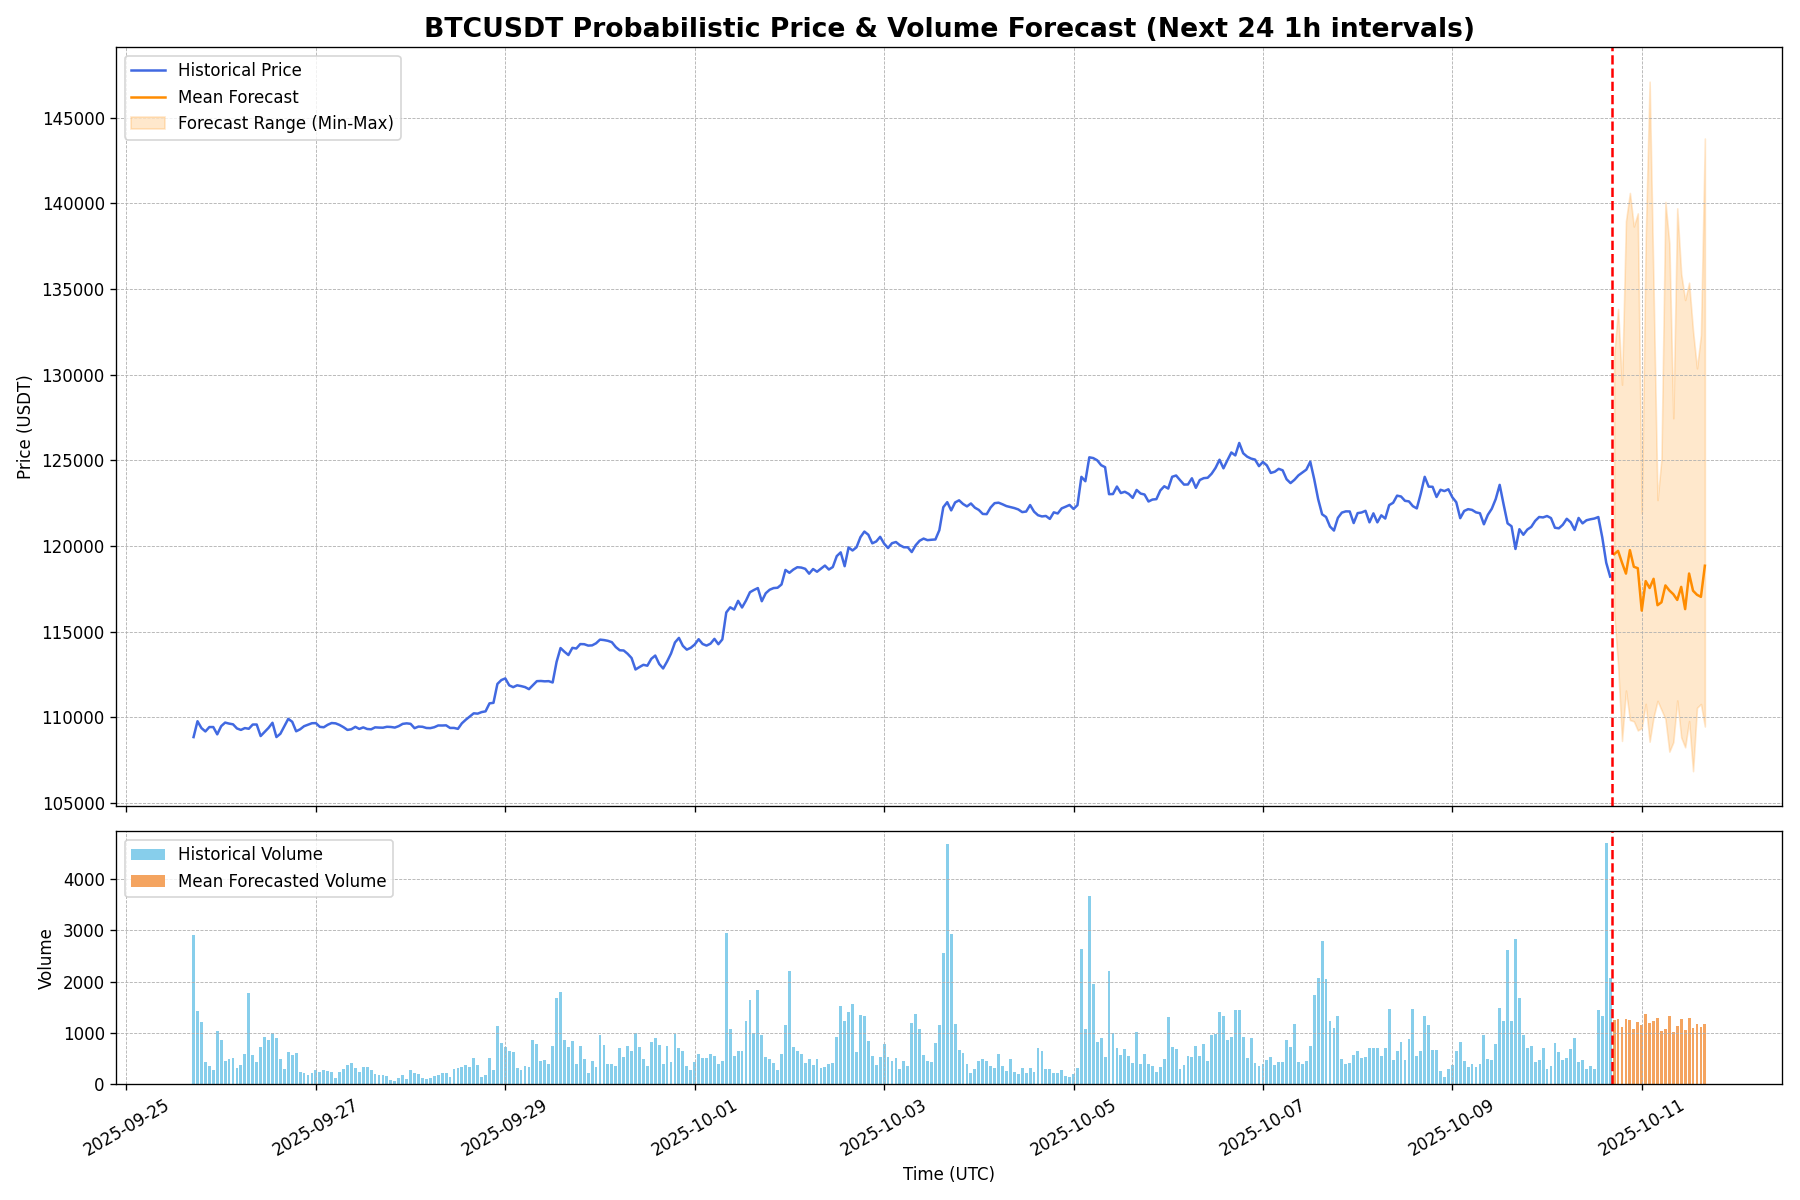 BTCUSDT Probabilistic Price & Volume Forecast (Next 24 1h intervals)
Historical Price
Mean Forecast
Forecast Range (Min-Max)
145000
140000
135000
130000
125000
120000
115000
110000
105000
Price (USDT)
Historical Volume
Mean Forecasted Volume
4000
3000
2000
1000
0
Volume
2025-09-25
2025-09-27
2025-09-29
2025-10-01
2025-10-03
2025-10-05
2025-10-07
2025-10-09
2025-10-11
Time (UTC)